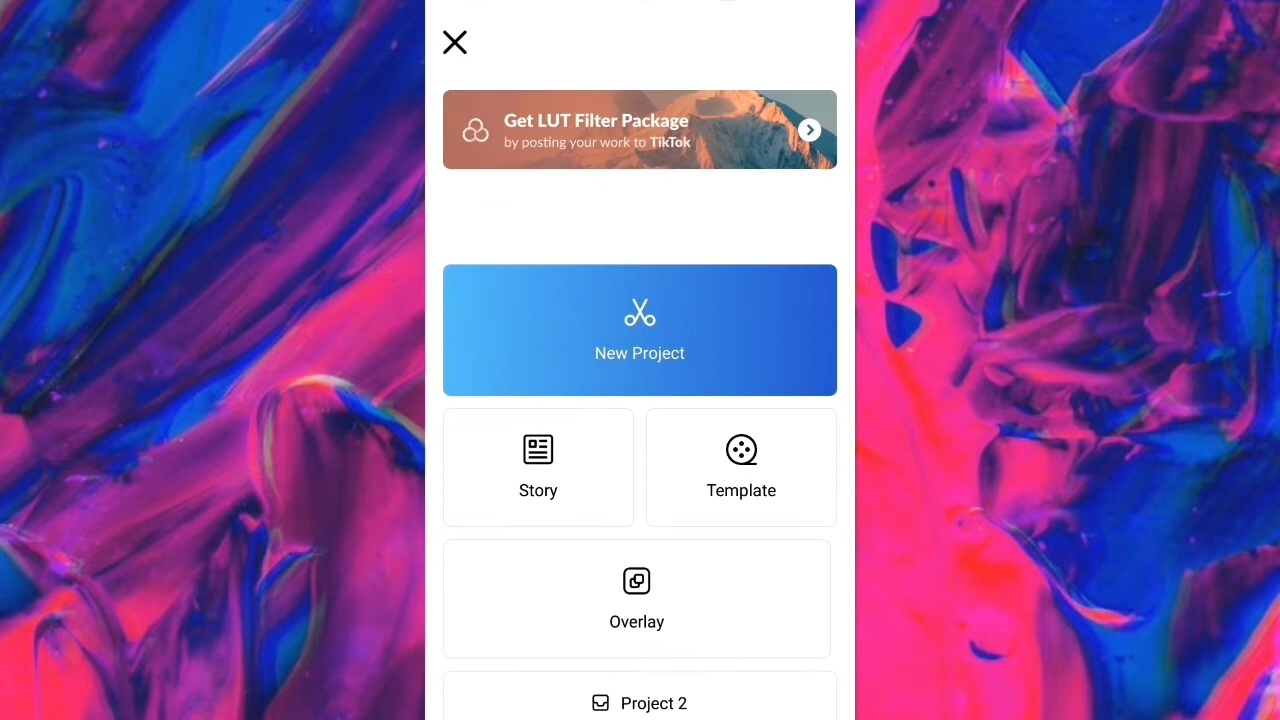 Get LUT Filter Package
by posting your work to TikTok
New Project
Story
Template
Overlay
Project 2